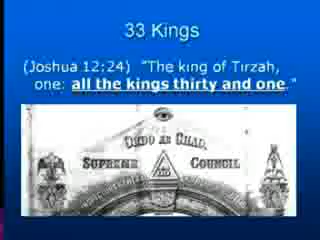 33 Kings
(Joshua 12:24) "The king of Tirzah,
one: all the kings thirty and one."
ORDO AB CHAO,
SUPREME COUNCIL